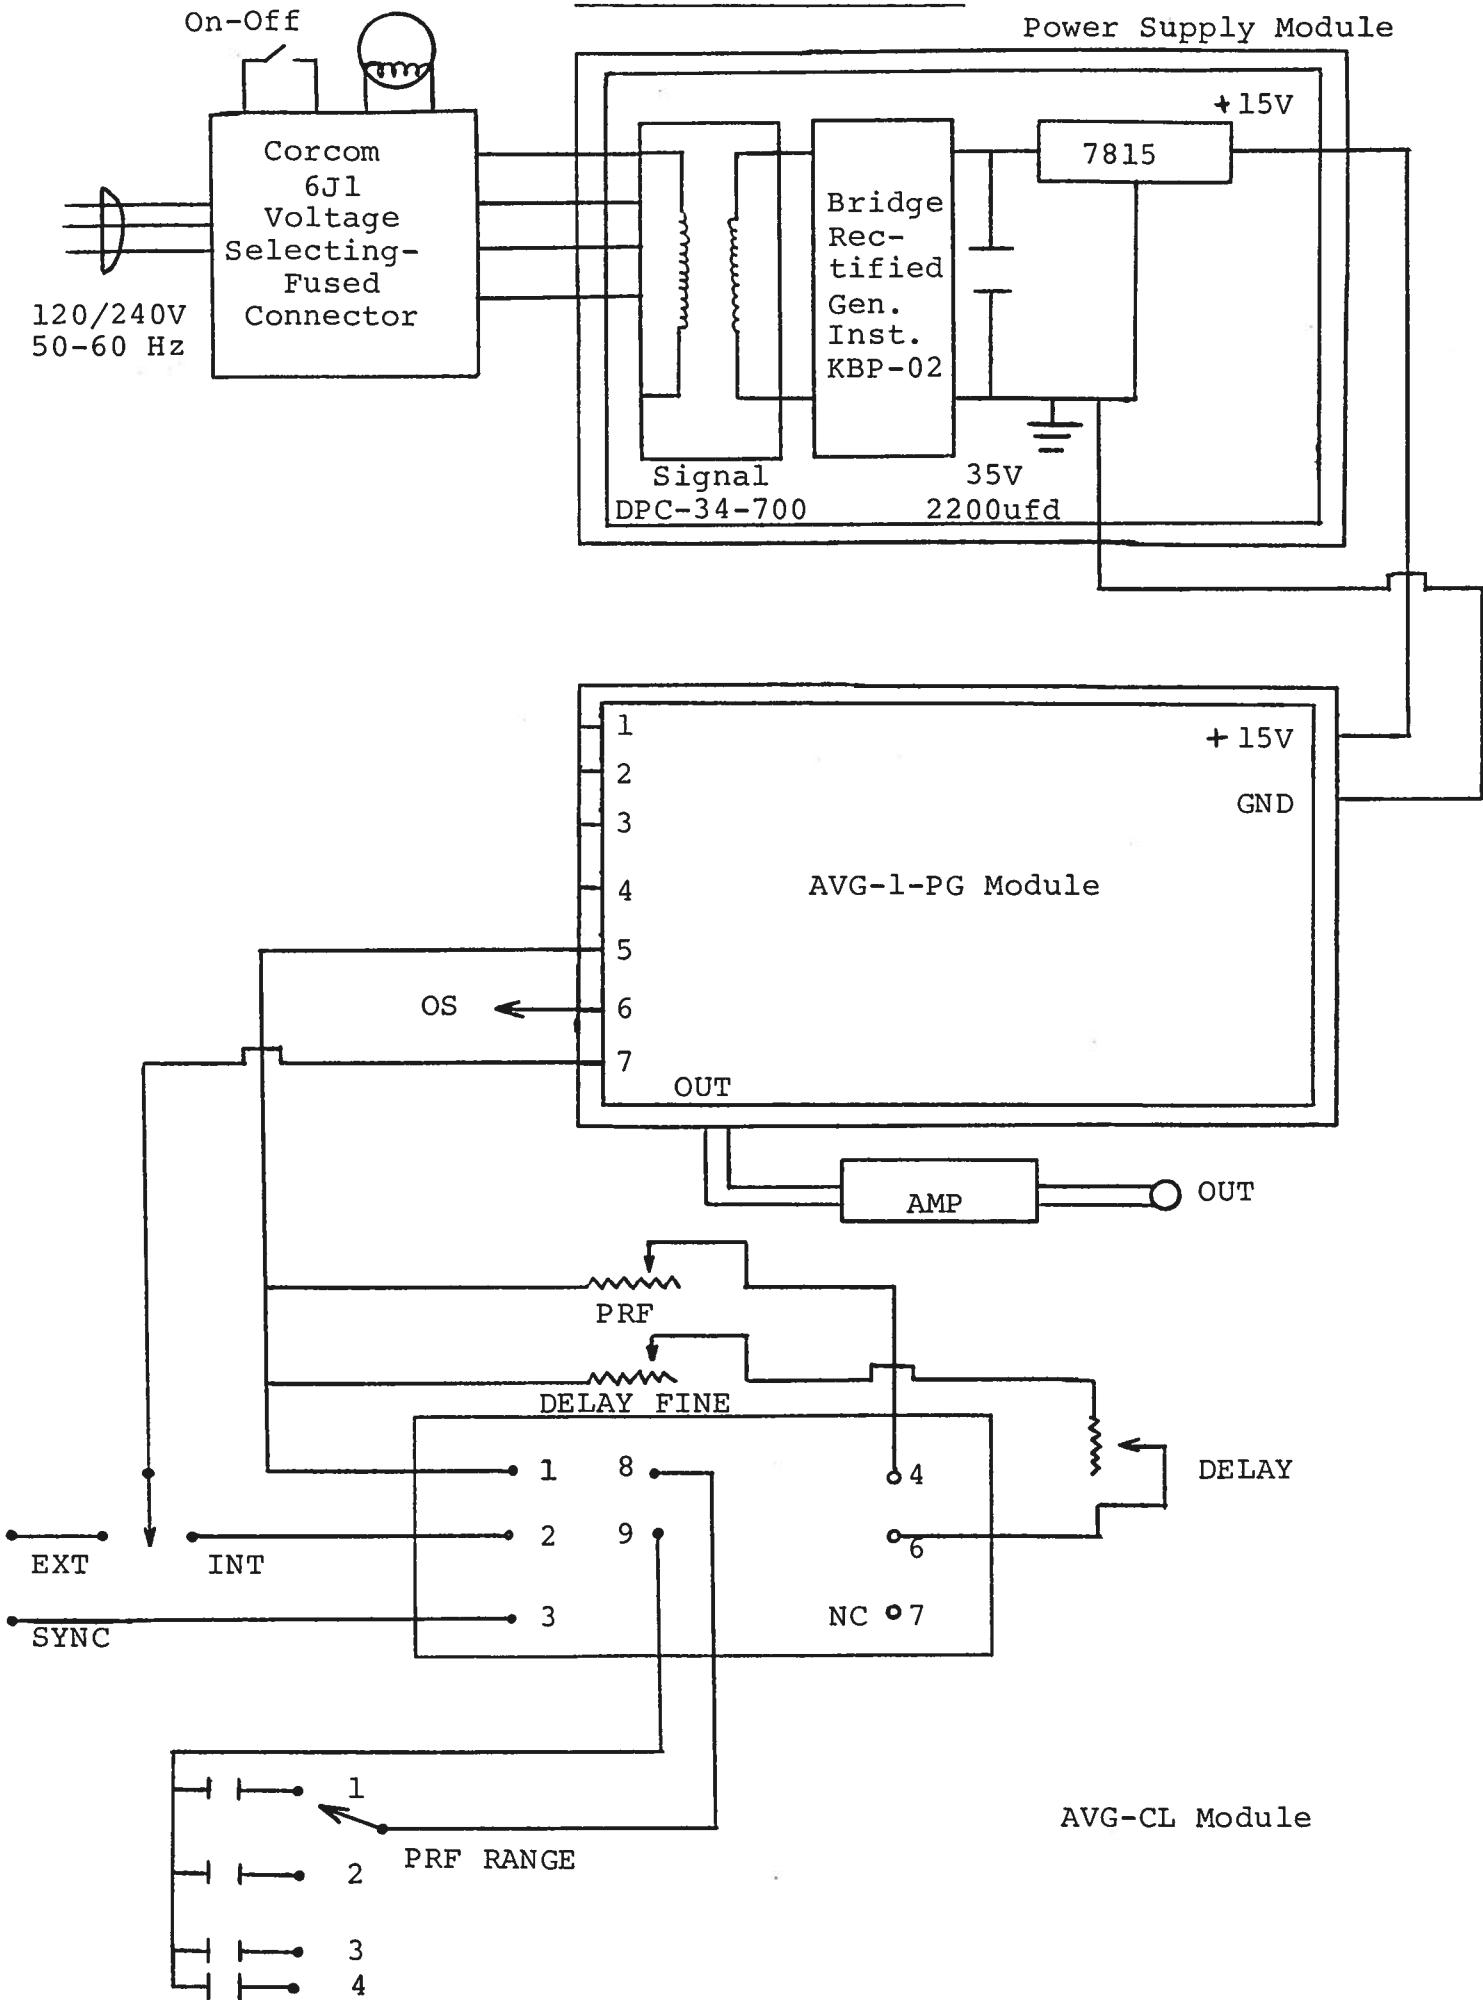 On-Off
Power Supply Module
+15V
Corcom
6J1
Voltage
Selecting-
Fused
Connector
120/240V
50-60 Hz
7815
Bridge
Rec-
tified
Gen.
Inst.
KBP-02
Signal
DPC-34-700
35V
2200ufd
1
2
3
4
5
6
7
+15V
GND
AVG-1-PG Module
OS
OUT
AMP
OUT
PRF
DELAY FINE
DELAY
1
2
3
8
9
4
6
NC 7
EXT
INT
SYNC
1
2
3
4
PRF RANGE
AVG-CL Module